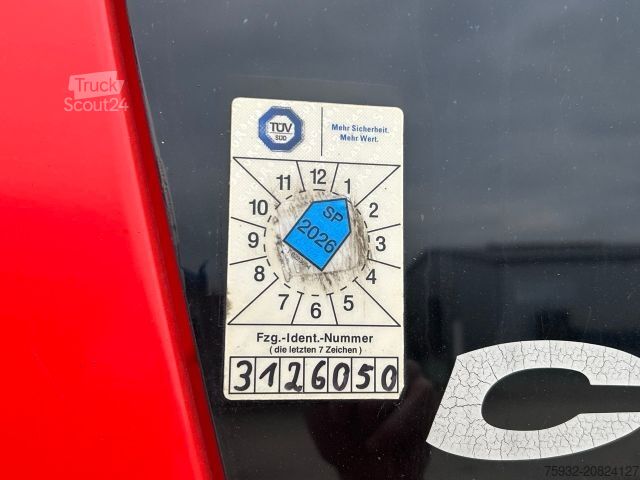 Truck
Scout24
TÜV
SÜD
Mehr Sicherheit.
Mehr Wert.
11 12 1
10 2
9 3
8 4
7 6 5
SP
2026
Fzg.-Ident.-Nummer
(die letzten 7 Zeichen)
3126050
C
75932-20824127